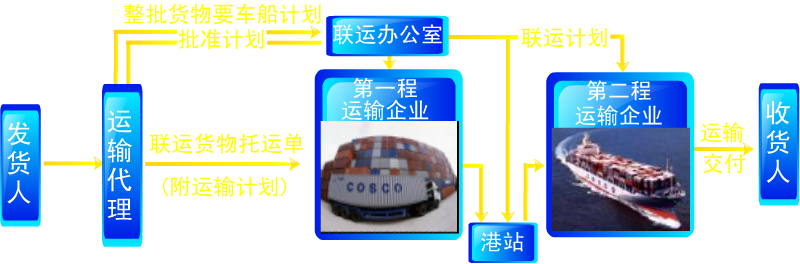 整批货物要车船计划
批准计划
联运办公室
联运计划
第一程
运输企业
第二程
运输企业
发货人
运输代理
联运货物托运单
(附运输计划)
COSCO
运输
交付
收货人
港站